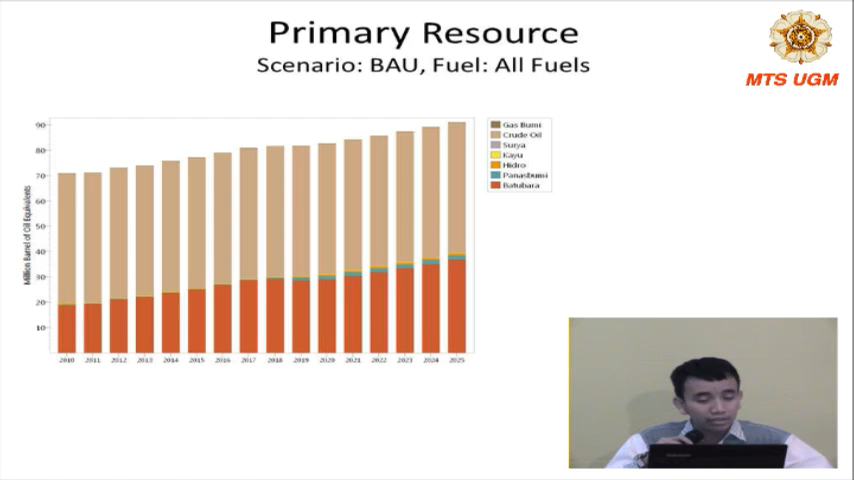 Primary Resource
Scenario: BAU, Fuel: All Fuels
MTS UGM
Million Barrel of Oil Equivalents
90
80
70
60
50
40
30
20
10
2010 2011 2012 2013 2014 2015 2016 2017 2018 2019 2020 2021 2022 2023 2024 2025
Gas Bumi
Crude Oil
Surya
Kayu
Hidro
Panasbumi
Batubara